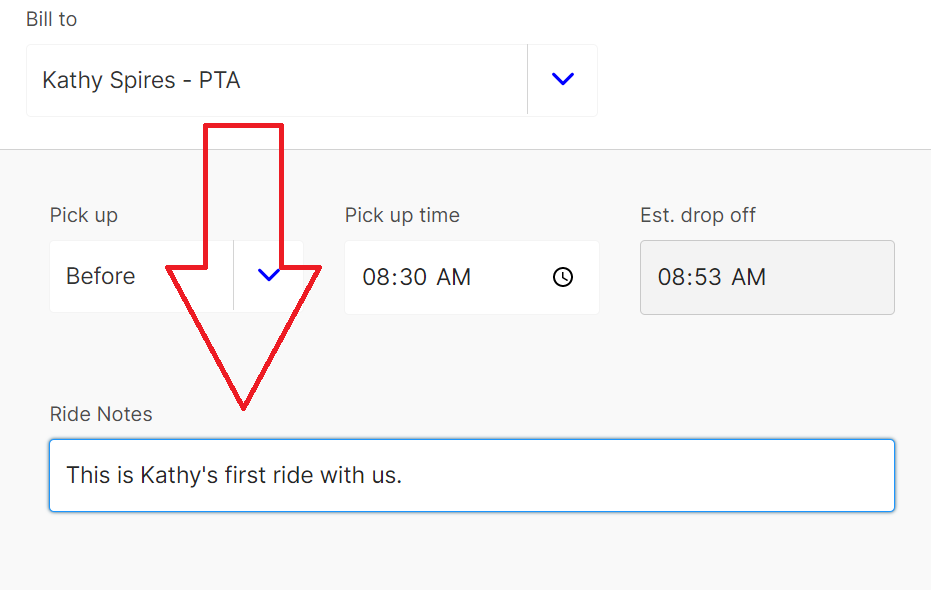 Bill to
Kathy Spires - PTA
Pick up Pick up time Est. drop off
Before 08:30 AM 08:53 AM
Ride Notes
This is Kathy's first ride with us.